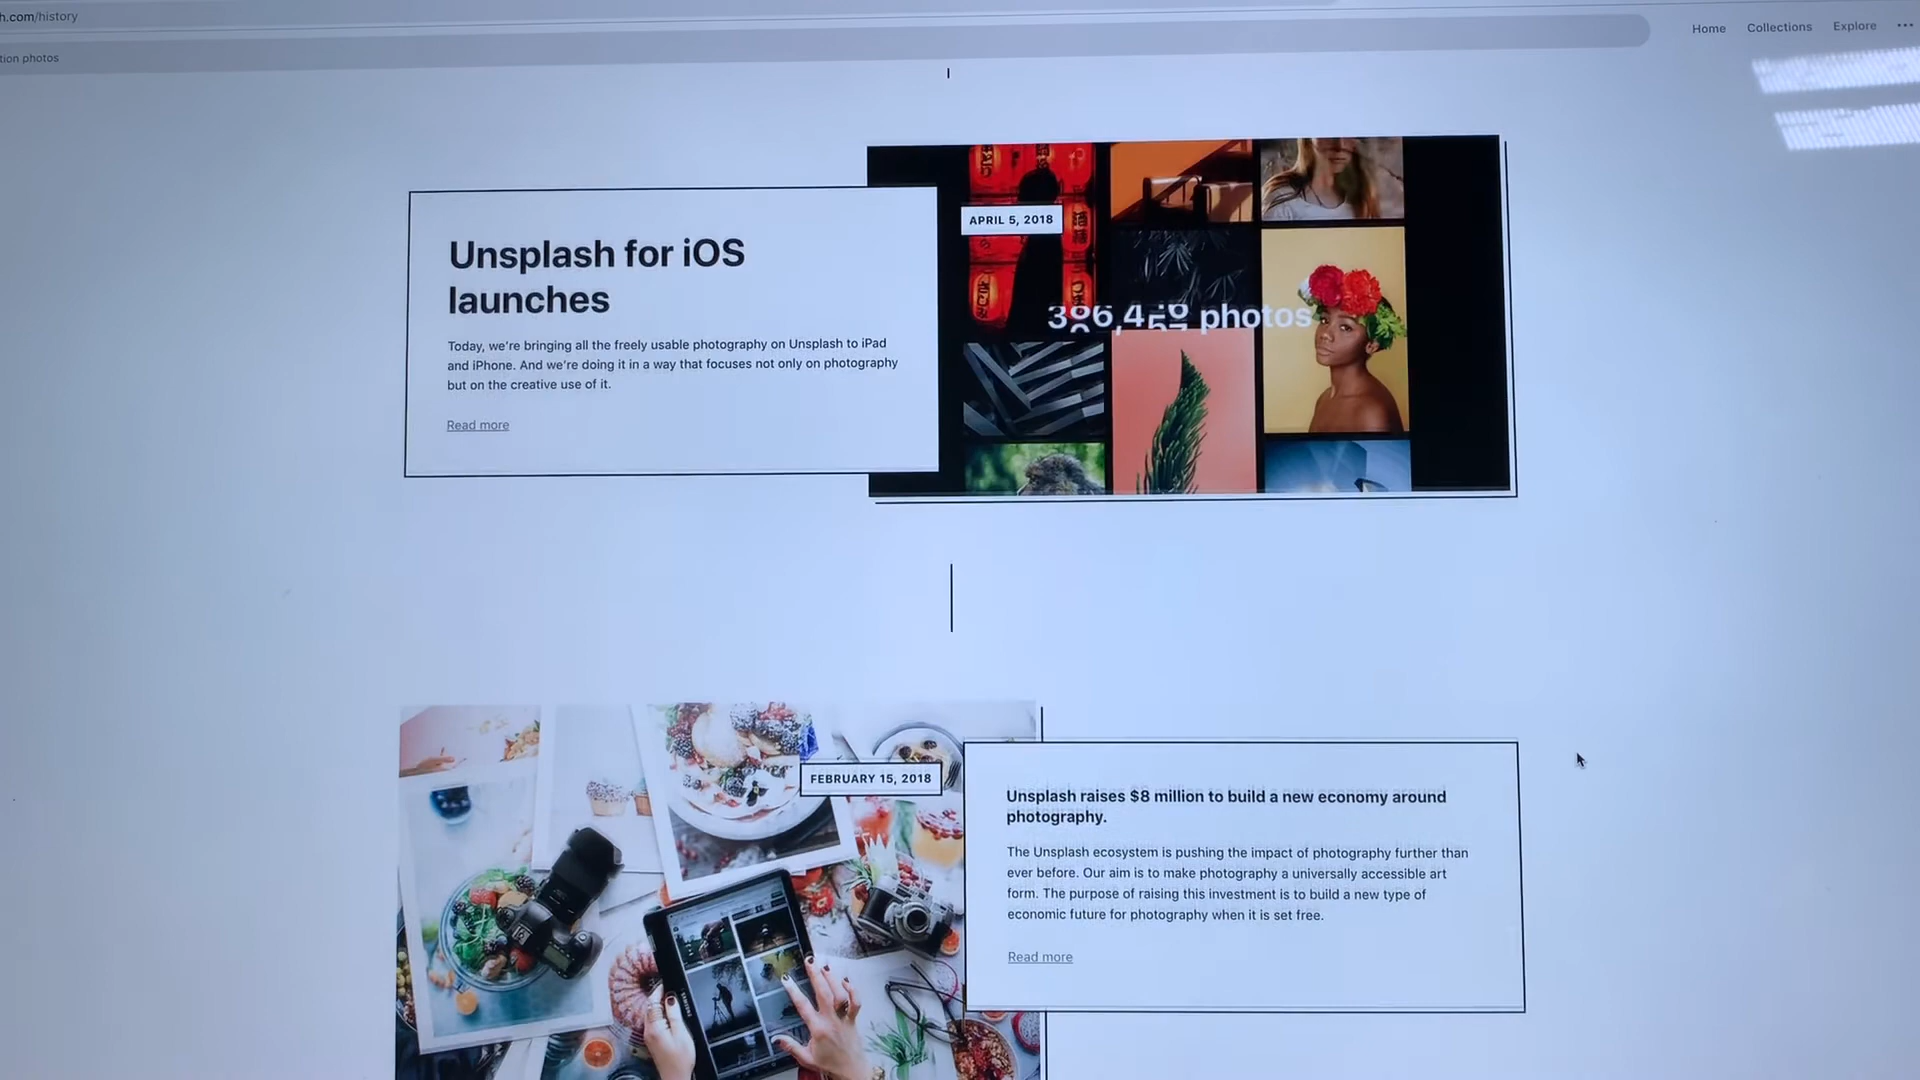 h.com/history
Home Collections Explore
tion photos
APRIL 5, 2018
Unsplash for iOS
launches
Today, we're bringing all the freely usable photography on Unsplash to iPad
and iPhone. And we're doing it in a way that focuses not only on photography
but on the creative use of it.
Read more
photos
FEBRUARY 15, 2018
Unsplash raises $8 million to build a new economy around
photography.
The Unsplash ecosystem is pushing the impact of photography further than
ever before. Our aim is to make photography a universally accessible art
form. The purpose of raising this investment is to build a new type of
economic future for photography when it is set free.
Read more
SAMSUNG